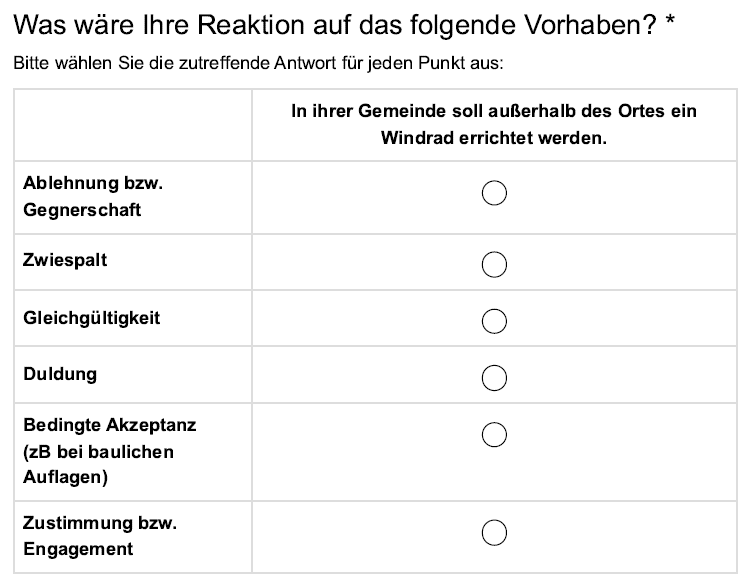 Was wäre Ihre Reaktion auf das folgende Vorhaben? *
Bitte wählen Sie die zutreffende Antwort für jeden Punkt aus:
In ihrer Gemeinde soll außerhalb des Ortes ein
Windrad errichtet werden.
Ablehnung bzw.
Gegnerschaft
Zwiespalt
Gleichgültigkeit
Duldung
Bedingte Akzeptanz
(zB bei baulichen
Auflagen)
Zustimmung bzw.
Engagement